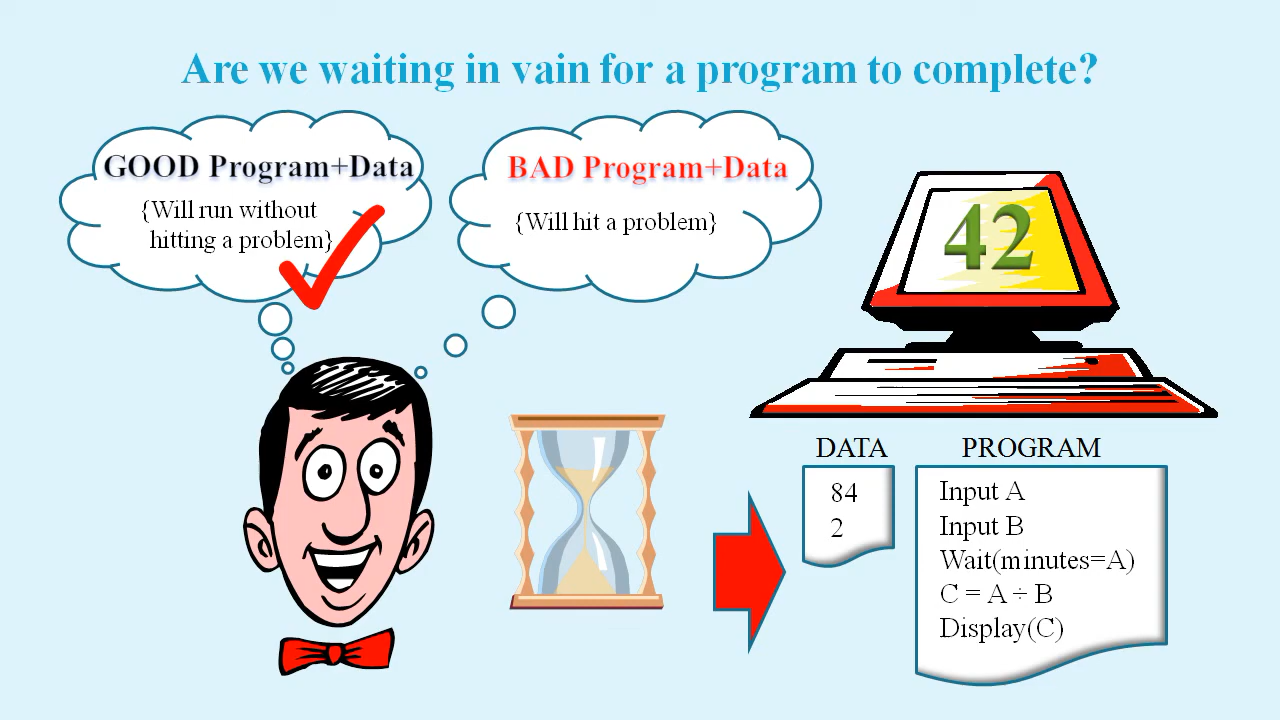 Are we waiting in vain for a program to complete?
GOOD Program+Data
{Will run without
hitting a problem}
BAD Program+Data
{Will hit a problem}
42
DATA
84
2
PROGRAM
Input A
Input B
Wait(minutes=A)
C = A ÷ B
Display(C)